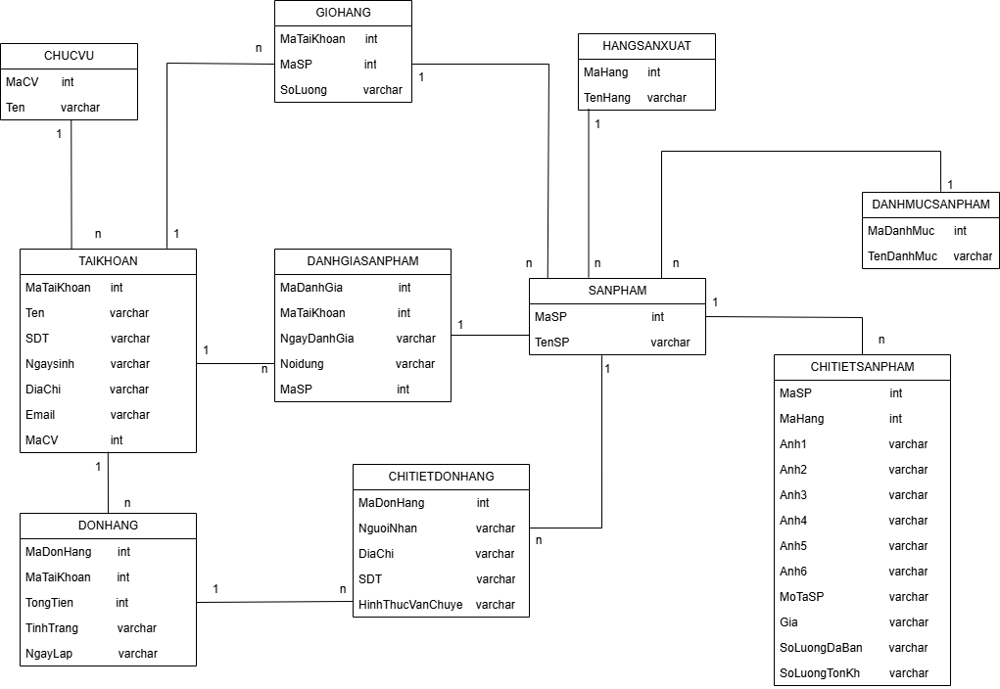 GIOHANG
MaTaiKhoan int
MaSP int
SoLuong varchar
n
1
CHUCVU
MaCV int
Ten varchar
1
n
1
HANGSANXUAT
MaHang int
TenHang varchar
1
n
n
n
1
DANHMUCSANPHAM
MaDanhMuc int
TenDanhMuc varchar
TAIKHOAN
MaTaiKhoan int
Ten varchar
SDT varchar
Ngaysinh varchar
DiaChi varchar
Email varchar
MaCV int
1
n
DANHGIASANPHAM
MaDanhGia int
MaTaiKhoan int
NgayDanhGia varchar
Noidung varchar
MaSP int
1
SANPHAM
MaSP int
TenSP varchar
1
n
1
CHITIETSANPHAM
MaSP int
MaHang int
Anh1 varchar
Anh2 varchar
Anh3 varchar
Anh4 varchar
Anh5 varchar
Anh6 varchar
MoTaSP varchar
Gia varchar
SoLuongDaBan varchar
SoLuongTonKh varchar
1
n
DONHANG
MaDonHang int
MaTaiKhoan int
TongTien int
TinhTrang varchar
NgayLap varchar
1
n
CHITIETDONHANG
MaDonHang int
NguoiNhan varchar
DiaChi varchar
SDT varchar
HinhThucVanChuye varchar
n